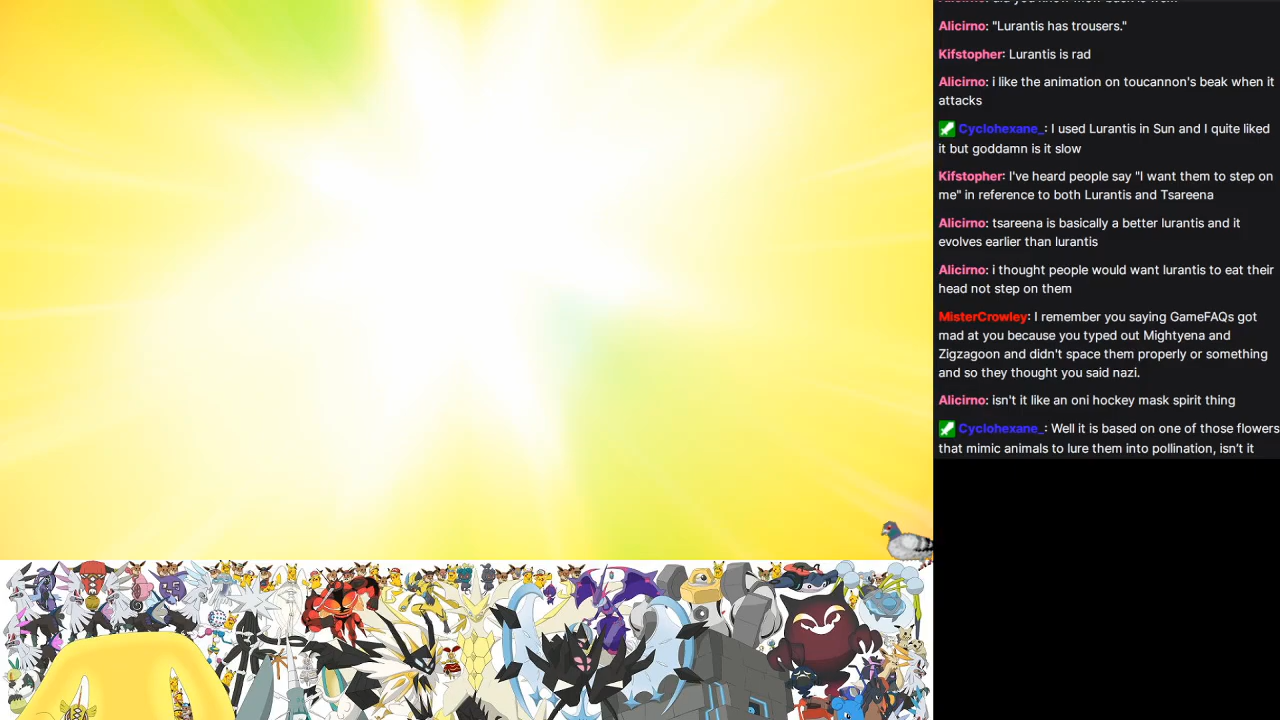 Alicirno: "Lurantis has trousers."
Kifstopher: Lurantis is rad
Alicirno: i like the animation on toucannon's beak when it
attacks
Cyclohexane_: I used Lurantis in Sun and I quite liked
it but goddamn is it slow
Kifstopher: I've heard people say "I want them to step on
me" in reference to both Lurantis and Tsareena
Alicirno: tsareena is basically a better lurantis and it
evolves earlier than lurantis
Alicirno: i thought people would want lurantis to eat their
head not step on them
MisterCrowley: I remember you saying GameFAQs got
mad at you because you typed out Mightyena and
Zigzagoon and didn't space them properly or something
and so they thought you said nazi.
Alicirno: isn't it like an oni hockey mask spirit thing
Cyclohexane_: Well it is based on one of those flowers
that mimic animals to lure them into pollination, isn't it